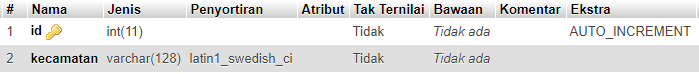 # Nama Jenis Penyortiran Atribut Tak Ternilai Bawaan Komentar Ekstra
1 id int(11) Tidak Tidak ada AUTO_INCREMENT
2 kecamatan varchar(128) latin1_swedish_ci Tidak Tidak ada